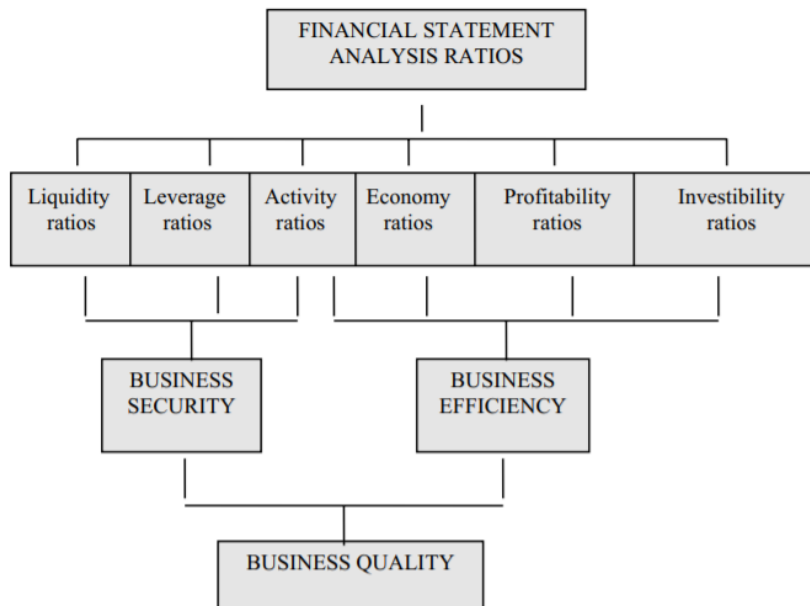 FINANCIAL STATEMENT
ANALYSIS RATIOS
Liquidity
ratios
Leverage
ratios
Activity
ratios
Economy
ratios
Profitability
ratios
Investibility
ratios
BUSINESS
SECURITY
BUSINESS
EFFICIENCY
BUSINESS QUALITY